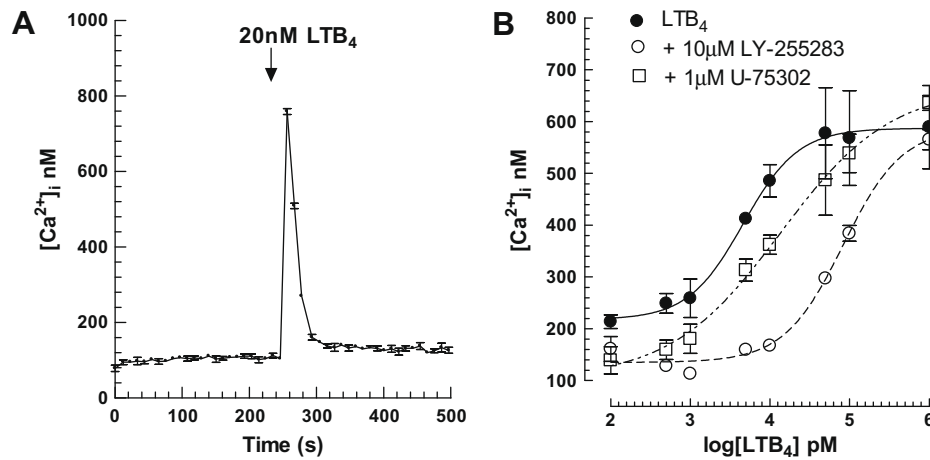 A
20nM LTB₄
[Ca²⁺]ᵢ nM
1000
800
600
400
200
0
0 100 200 300 400 500
Time (s)
B
LTB₄
+ 10μM LY-255283
+ 1μM U-75302
[Ca²⁺]ᵢ nM
800
700
600
500
400
300
200
100
2 3 4 5 6
log[LTB₄] pM